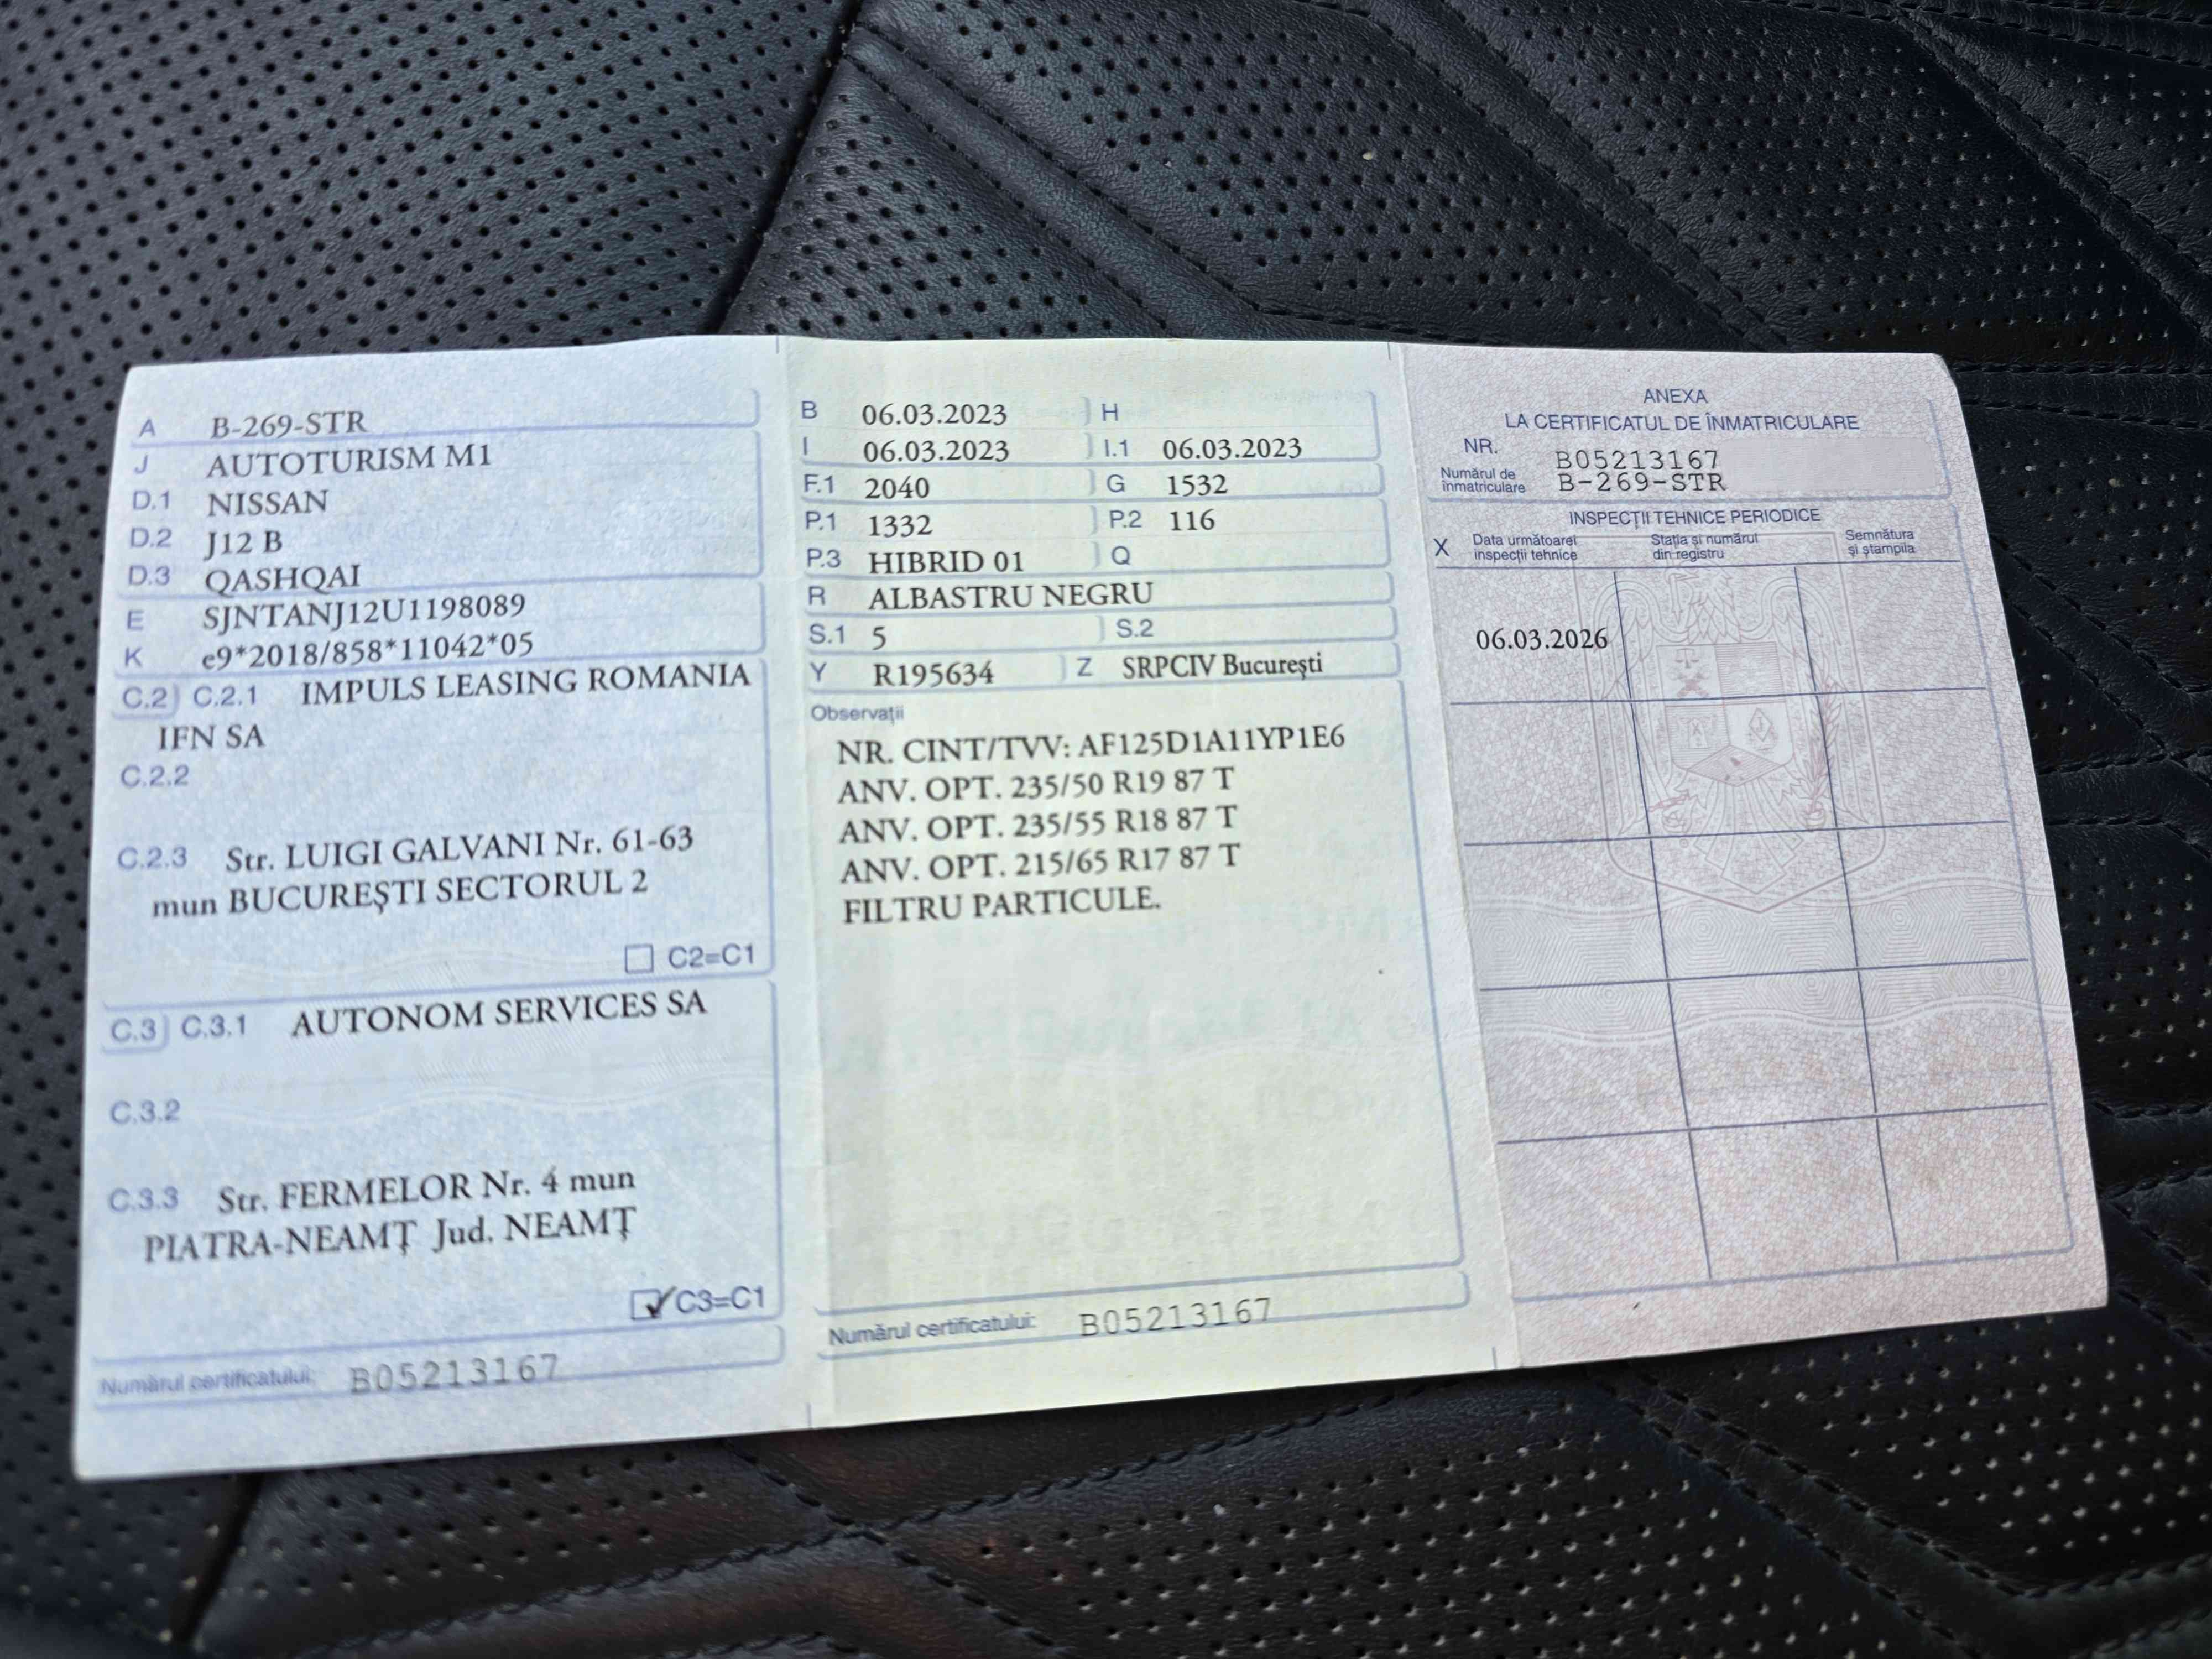 A B-269-STR
J AUTOTURISM M1
D.1 NISSAN
D.2 J12 B
D.3 QASHQAI
E SJNTANJ12U1198089
K e9*2018/858*11042*05
C.2 C.2.1 IMPULS LEASING ROMANIA
IFN SA
C.2.2
C.2.3 Str. LUIGI GALVANI Nr. 61-63
mun BUCUREŞTI SECTORUL 2
C2=C1
C.3 C.3.1 AUTONOM SERVICES SA
C.3.2
C.3.3 Str. FERMELOR Nr. 4 mun
PIATRA-NEAMŢ Jud. NEAMŢ
C3=C1
Numărul certificatului: B05213167
B 06.03.2023 H
I 06.03.2023 I.1 06.03.2023
F.1 2040 G 1532
P.1 1332 P.2 116
P.3 HIBRID 01 Q
R ALBASTRU NEGRU
S.1 5 S.2
Y R195634 Z SRPCIV Bucureşti
Observaţii
NR. CINT/TVV: AF125D1A11YP1E6
ANV. OPT. 235/50 R19 87 T
ANV. OPT. 235/55 R18 87 T
ANV. OPT. 215/65 R17 87 T
FILTRU PARTICULE.
Numărul certificatului: B05213167
ANEXA
LA CERTIFICATUL DE ÎNMATRICULARE
NR. B05213167
Numărul de
înmatriculare B-269-STR
INSPECŢII TEHNICE PERIODICE
X Data următoarei
inspecţii tehnice
Staţia şi numărul
din registru
Semnătura
şi ştampila
06.03.2026